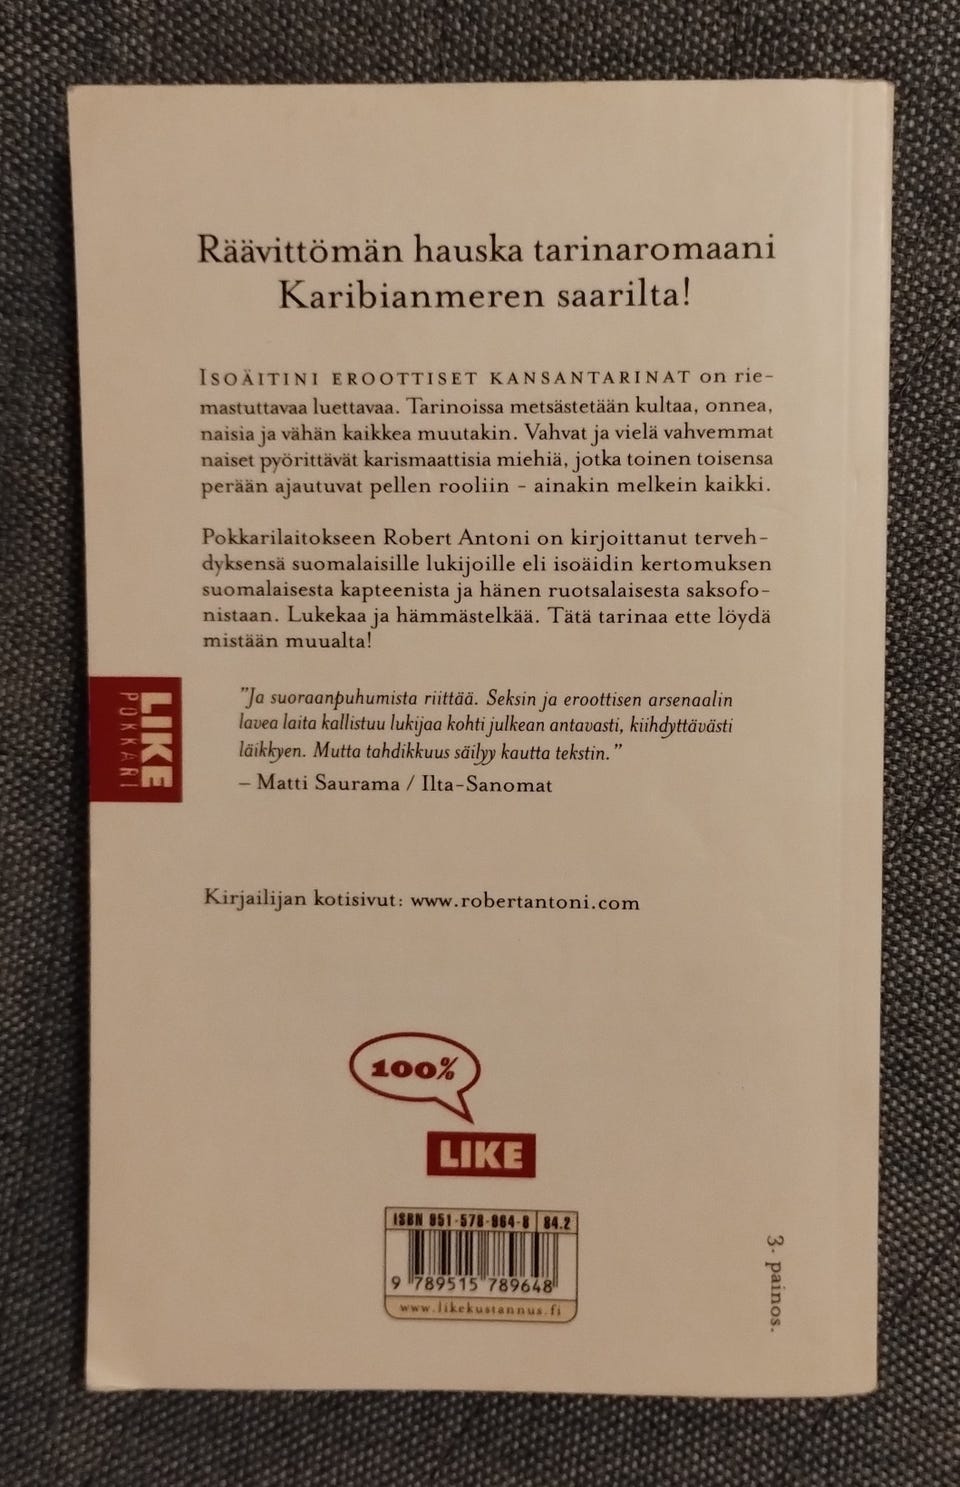 Räävittömän hauska tarinaromaani
Karibianmeren saarilta!
ISOÄITINI EROOTTISET KANSANTARINAT on rie-
mastuttavaa luettavaa. Tarinoissa metsästetään kultaa, onnea,
naisia ja vähän kaikkea muutakin. Vahvat ja vielä vahvemmat
naiset pyörittävät karismaattisia miehiä, jotka toinen toisensa
perään ajautuvat pellen rooliin - ainakin melkein kaikki.
Pokkarilaitokseen Robert Antoni on kirjoittanut terveh-
dyksensä suomalaisille lukijoille eli isoäidin kertomuksen
suomalaisesta kapteenista ja hänen ruotsalaisesta saksofo-
nistaan. Lukekaa ja hämmästelkää. Tätä tarinaa ette löydä
mistään muualta!
"Ja suoraanpuhumista riittää. Seksin ja eroottisen arsenaalin
lavea laita kallistuu lukijaa kohti julkean antavasti, kiihdyttävästi
läikkyen. Mutta tahdikkuus säilyy kautta tekstin."
– Matti Saurama / Ilta-Sanomat
LIKE
POKKARI
Kirjailijan kotisivut: www.robertantoni.com
100%
LIKE
ISBN 951-578-964-8 84.2
9 789515 789648
www.likekustannus.fi
3. painos.